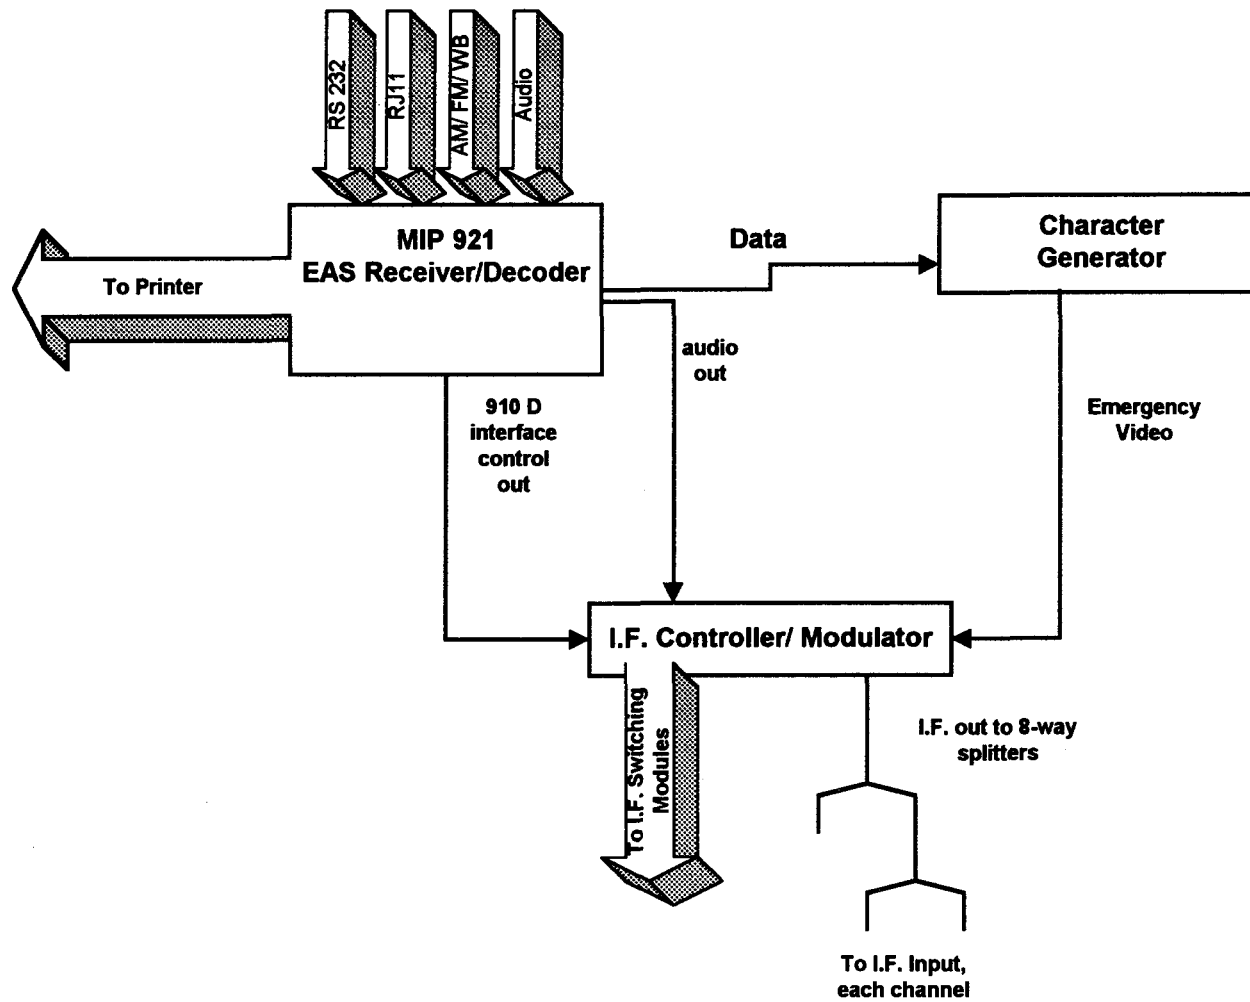 RS 232
RJ11
AM/ FM/ WB
Audio
MIP 921
EAS Receiver/Decoder
To Printer
Data
Character
Generator
audio
out
910 D
interface
control
out
Emergency
Video
I.F. Controller/ Modulator
To I.F. Switching
Modules
I.F. out to 8-way
splitters
To I.F. Input,
each channel